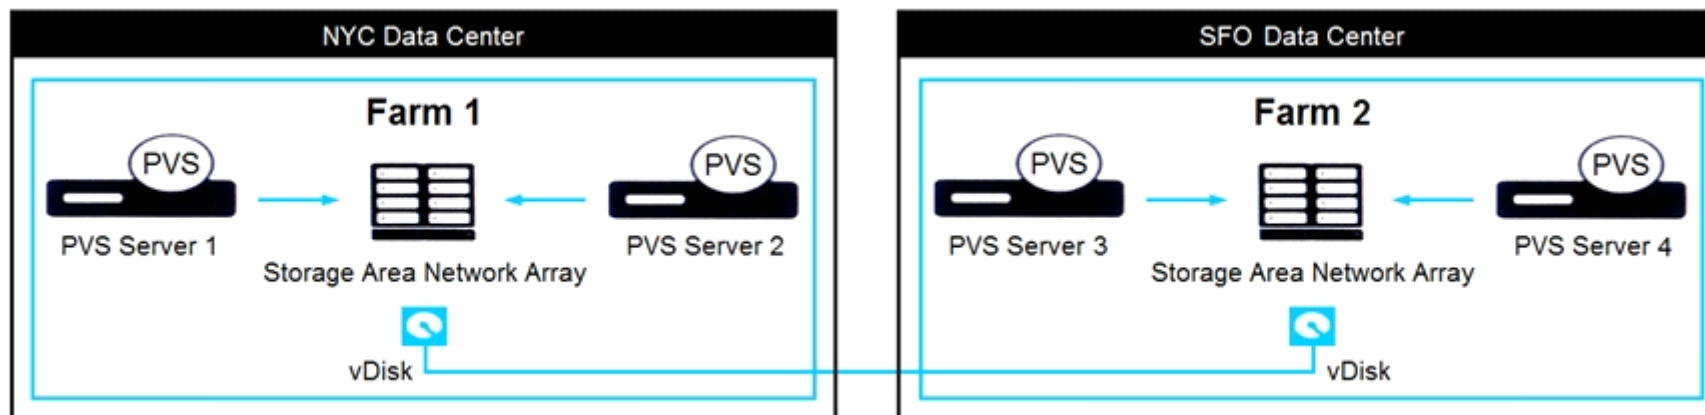 NYC Data Center
Farm 1
PVS
PVS
PVS Server 1
PVS Server 2
Storage Area Network Array
vDisk
SFO Data Center
Farm 2
PVS
PVS
PVS Server 3
PVS Server 4
Storage Area Network Array
vDisk